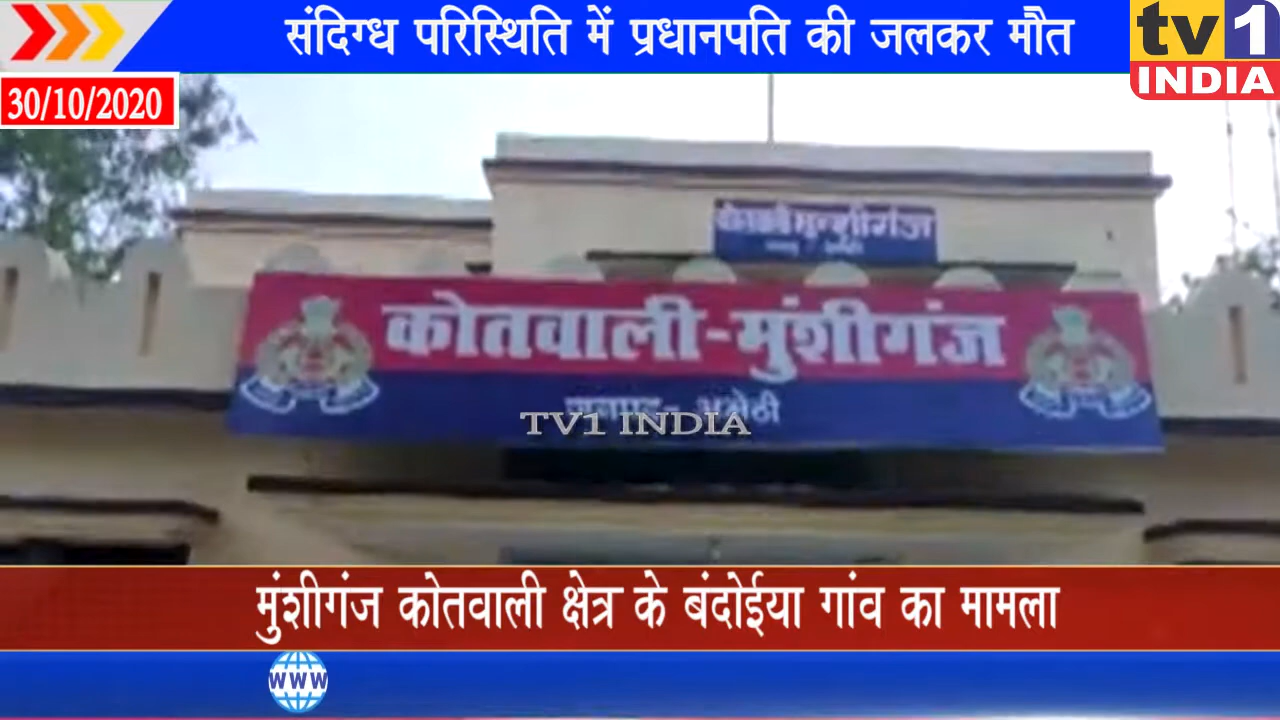 संदिग्ध परिस्थिति में प्रधानपति की जलकर मौत
tv1
INDIA
30/10/2020
कोतवाली-मुंशीगंज
TV1 INDIA
मुंशीगंज कोतवाली क्षेत्र के बंदोईया गांव का मामला
www